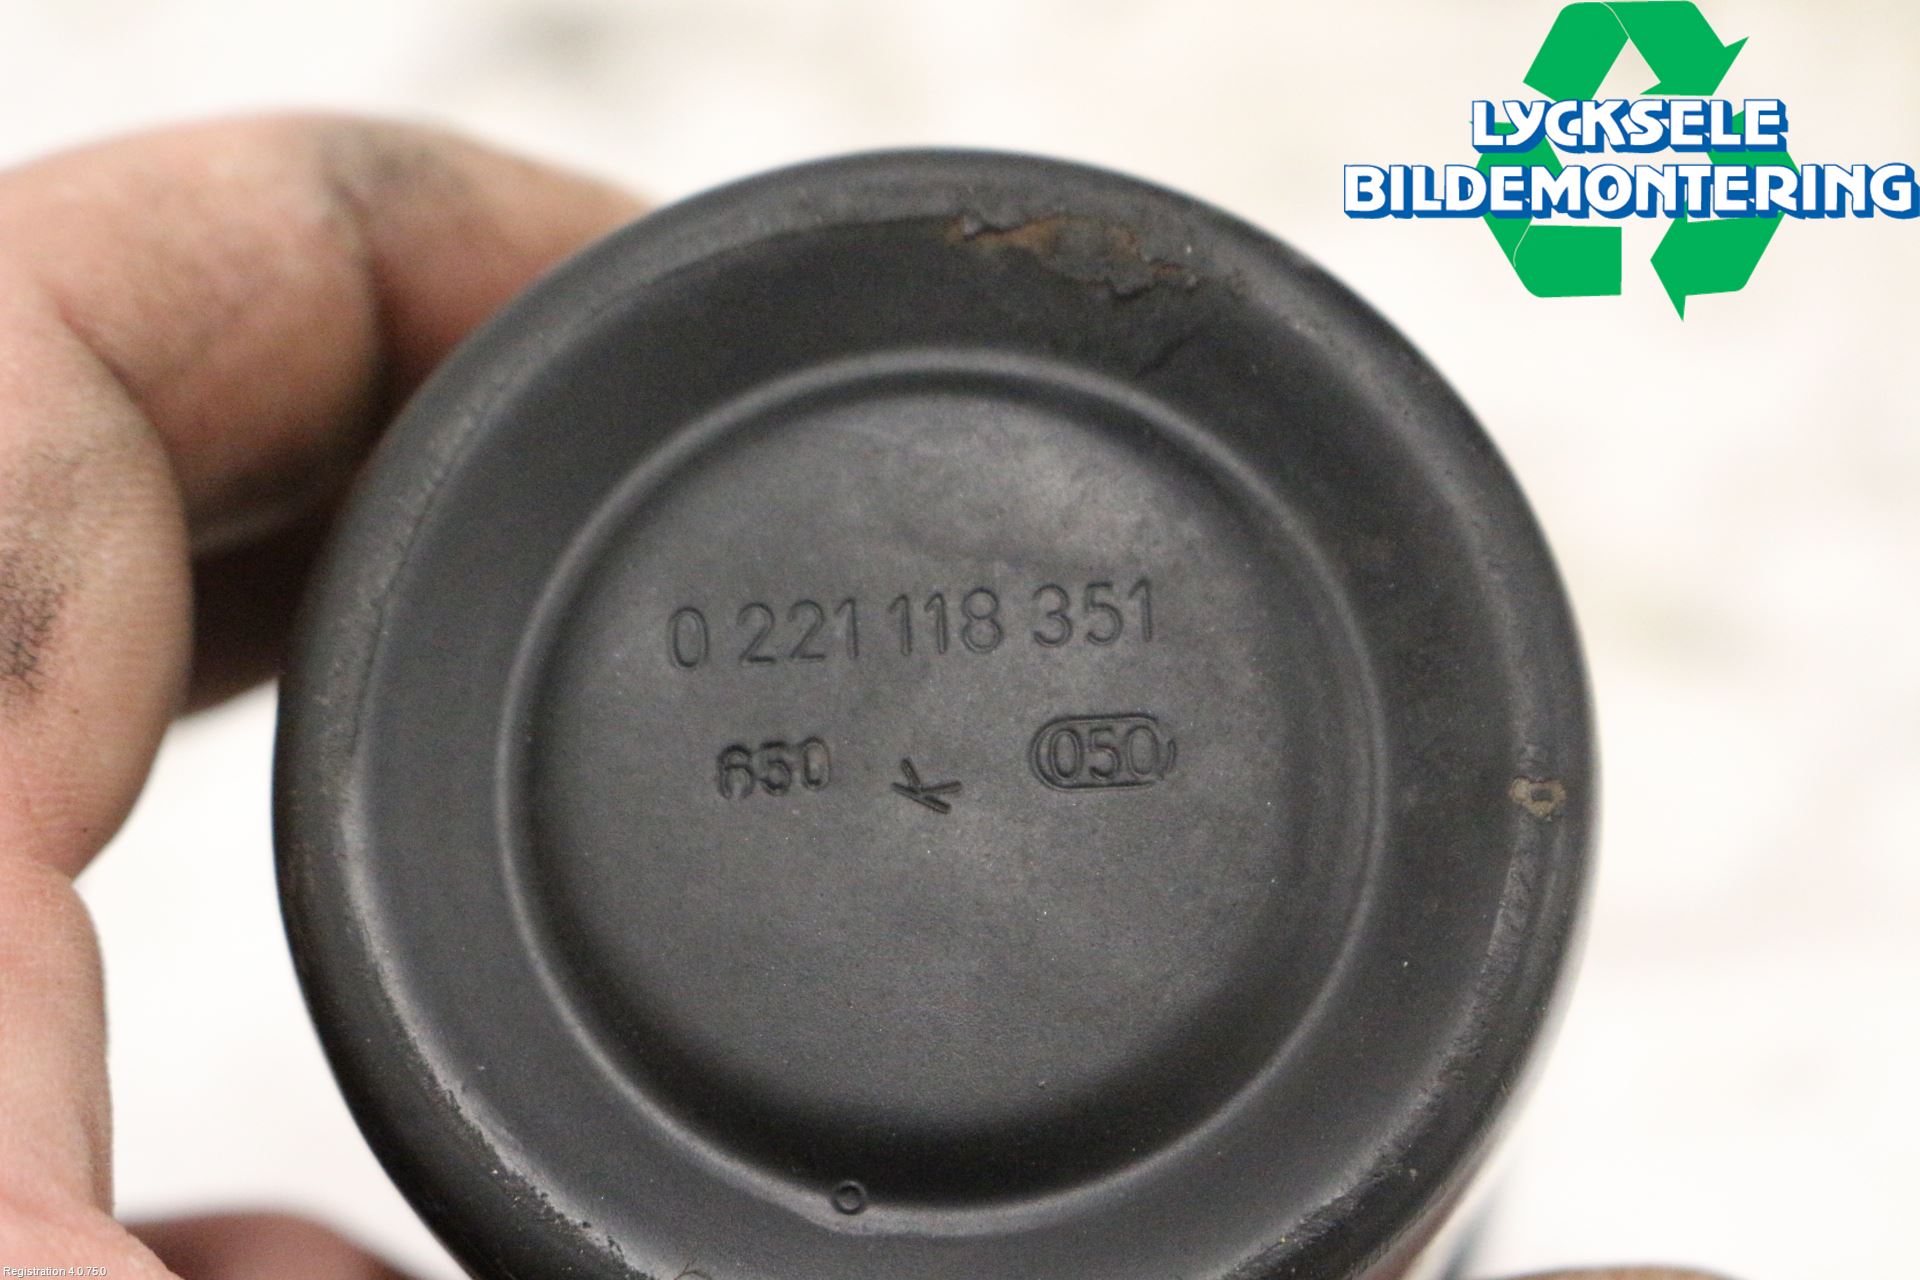 LYCKSELE
BILDEMONTERING
0 221 118 351
650 K 050
Registration 4.0.75.0